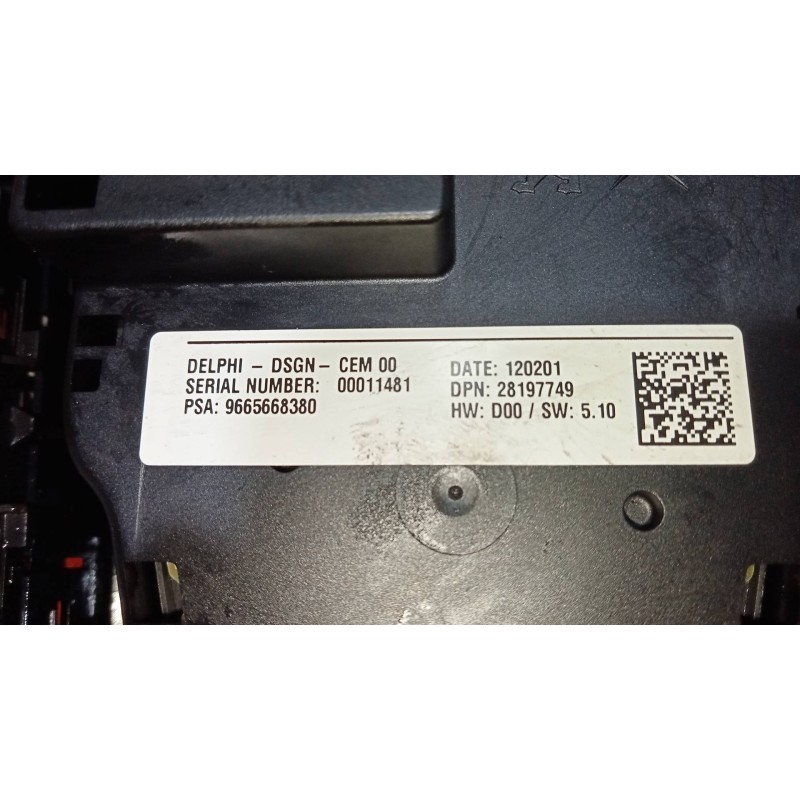 DELPHI - DSGN - CEM 00
SERIAL NUMBER: 00011481
PSA: 9665668380
DATE: 120201
DPN: 28197749
HW: D00 / SW: 5.10